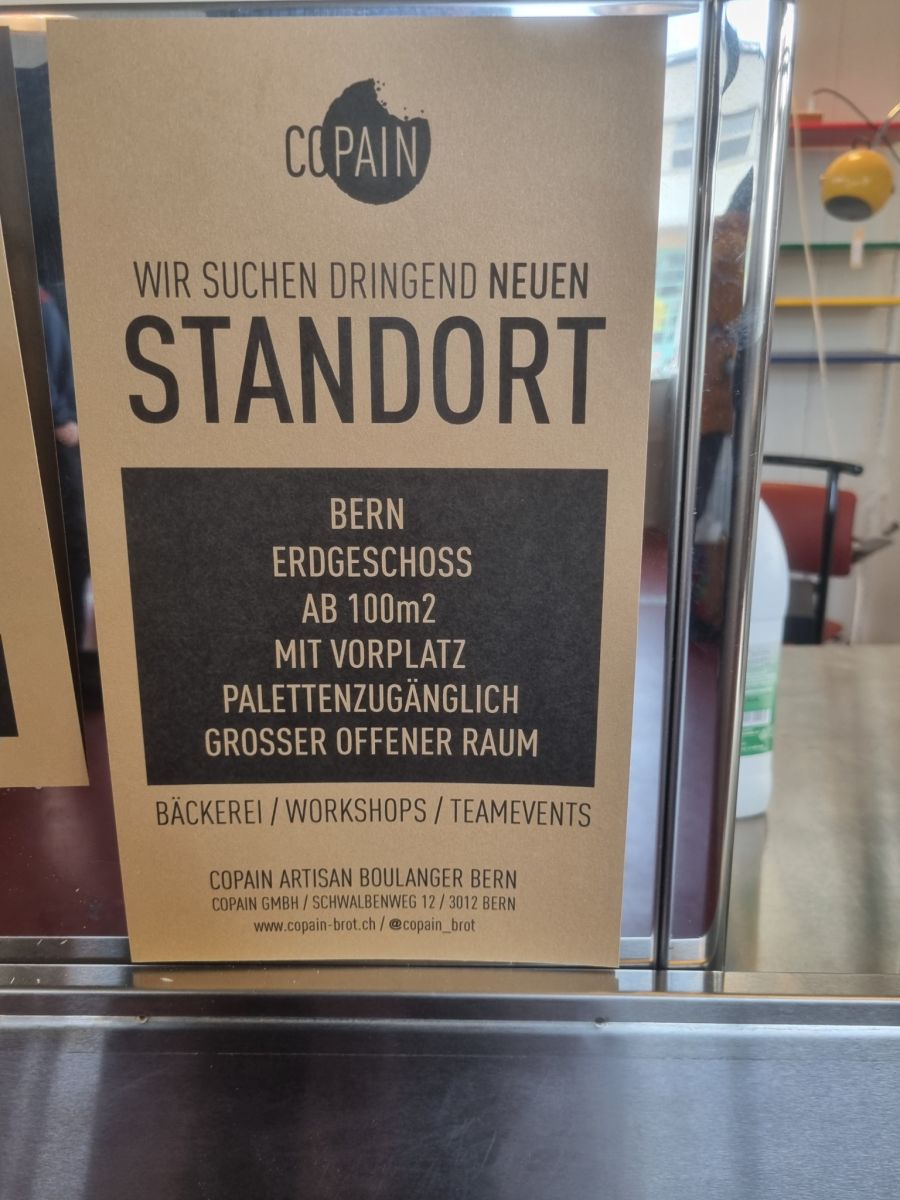 COPAIN
WIR SUCHEN DRINGEND NEUEN
STANDORT
BERN
ERDGESCHOSS
AB 100m2
MIT VORPLATZ
PALETTENZUGÄNGLICH
GROSSER OFFENER RAUM
BÄCKEREI / WORKSHOPS / TEAMEVENTS
COPAIN ARTISAN BOULANGER BERN
COPAIN GMBH / SCHWALBENWEG 12 / 3012 BERN
www.copain-brot.ch / @copain_brot